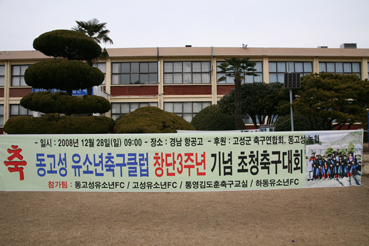 · 일시 : 2008년 12월 28일(일) 09:00 · 장소 : 경남 항공고 · 후원 : 고성군 축구연합회, 동고성농협
축 동고성 유소년축구클럽 창단3주년 기념 초청축구대회
참가팀 : 동고성유소년FC / 고성유소년FC / 통영김도훈축구교실 / 하동유소년FC